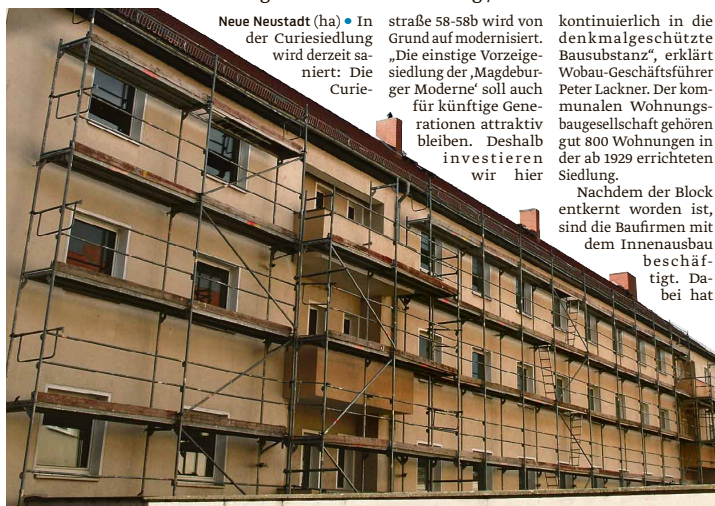 Neue Neustadt (ha) • In
der Curiesiedlung
wird derzeit sa-
niert: Die
Curie-
straße 58-58b wird von
Grund auf modernisiert.
„Die einstige Vorzeige-
siedlung der ‚Magdebur-
ger Moderne‘ soll auch
für künftige Gene-
rationen attraktiv
bleiben. Deshalb
investieren
wir hier
kontinuierlich in die
denkmalgeschützte
Bausubstanz“, erklärt
Wobau-Geschäftsführer
Peter Lackner. Der kom-
munalen Wohnungs-
baugesellschaft gehören
gut 800 Wohnungen in
der ab 1929 errichteten
Siedlung.
Nachdem der Block
entkernt worden ist,
sind die Baufirmen mit
dem Innenausbau
beschäf-
tigt. Da-
bei hat